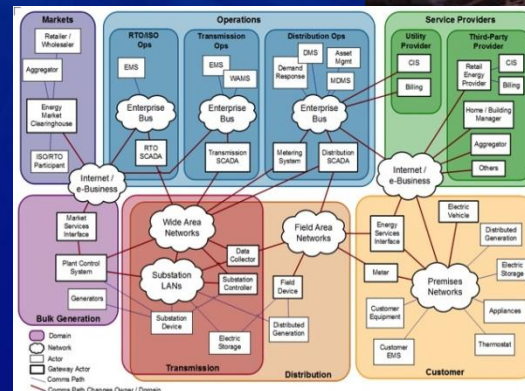 Markets
Operations
Service Providers
Retailer /
Wholesaler
Aggregator
Energy
Market
Clearinghouse
ISO/RTO
Participant
RTO/ISO
Ops
EMS
Enterprise
Bus
RTO
SCADA
Transmission
Ops
EMS
WAMS
Enterprise
Bus
Transmission
SCADA
Distribution Ops
DMS
Asset
Mgmt
Demand
Response
MDMS
Enterprise
Bus
Metering
System
Distribution
SCADA
Utility
Provider
CIS
Billing
Third-Party
Provider
Retail
Energy
Provider
CIS
Billing
Home / Building
Manager
Aggregator
Others
Internet /
e-Business
Internet /
e-Business
Market
Services
Interface
Plant Control
System
Generators
Bulk Generation
Wide Area
Networks
Substation
LANs
Data
Collector
Substation
Controller
Substation
Device
Electric
Storage
Transmission
Field Area
Networks
Field
Device
Distributed
Generation
Distribution
Energy
Services
Interface
Meter
Electric
Vehicle
Distributed
Generation
Electric
Storage
Premises
Networks
Appliances
Customer
Equipment
Thermostat
Customer
EMS
Customer
Domain
Network
Actor
Gateway Actor
Comms Path
Comms Path Changes Owner / Domain